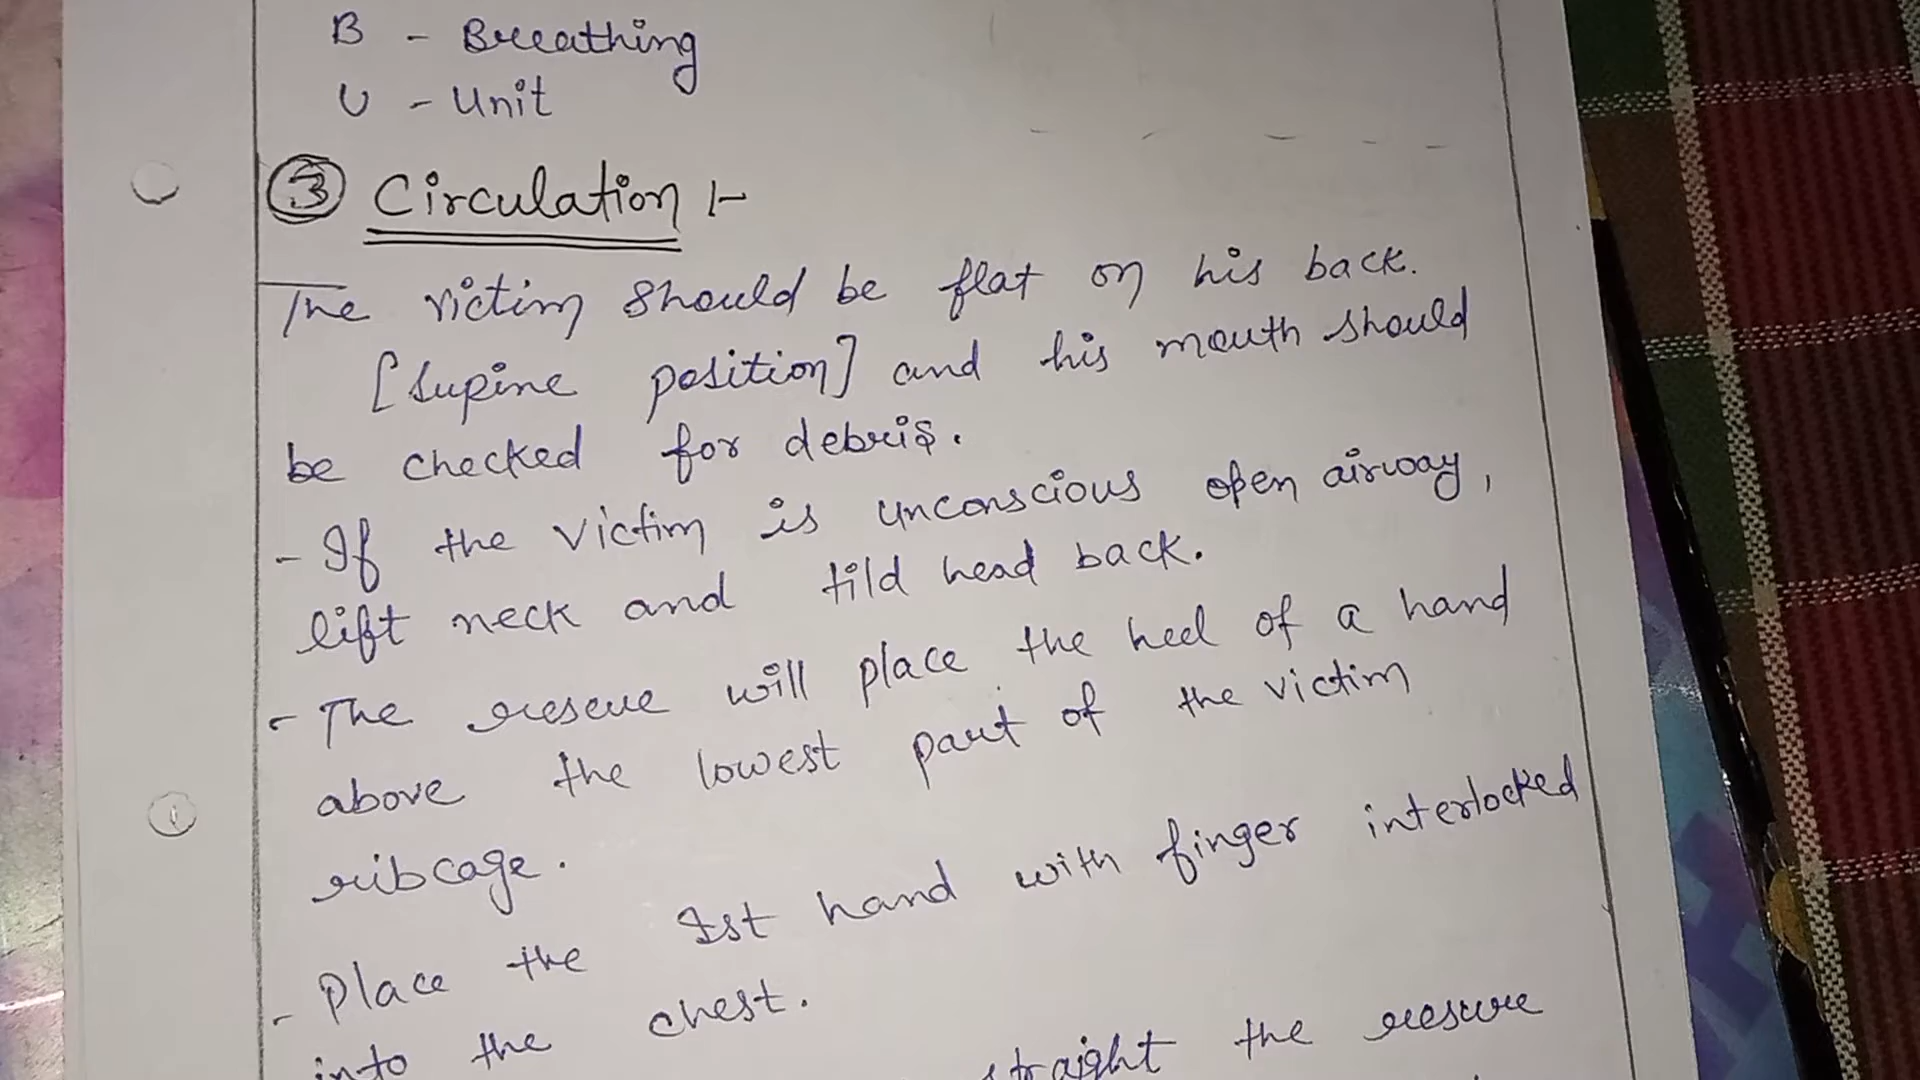 B - Breathing
U - Unit
③ Circulation :-
The victim should be flat on his back.
[supine position] and his mouth should
be checked for debris.
- If the victim is unconscious open airway,
lift neck and tild head back.
- The rescue will place the heel of a hand
above the lowest part of the victim
ribcage.
- Place the Ist hand with finger interlocked
into the chest.
straight the rescure